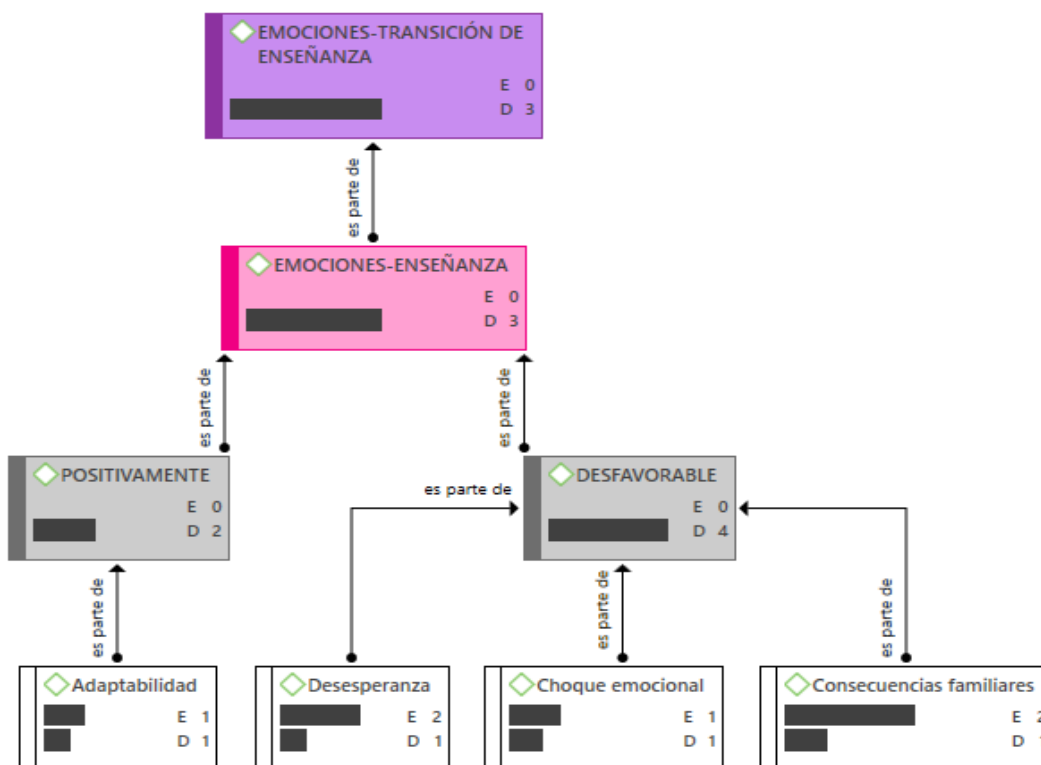 EMOCIONES-TRANSICIÓN DE
ENSEÑANZA
E 0
D 3
es parte de
EMOCIONES-ENSEÑANZA
E 0
D 3
es parte de
es parte de
POSITIVAMENTE
E 0
D 2
es parte de
DESFAVORABLE
E 0
D 4
es parte de
es parte de
es parte de
Adaptabilidad
E 1
D 1
Desesperanza
E 2
D 1
Choque emocional
E 1
D 1
Consecuencias familiares
E 2
D 1